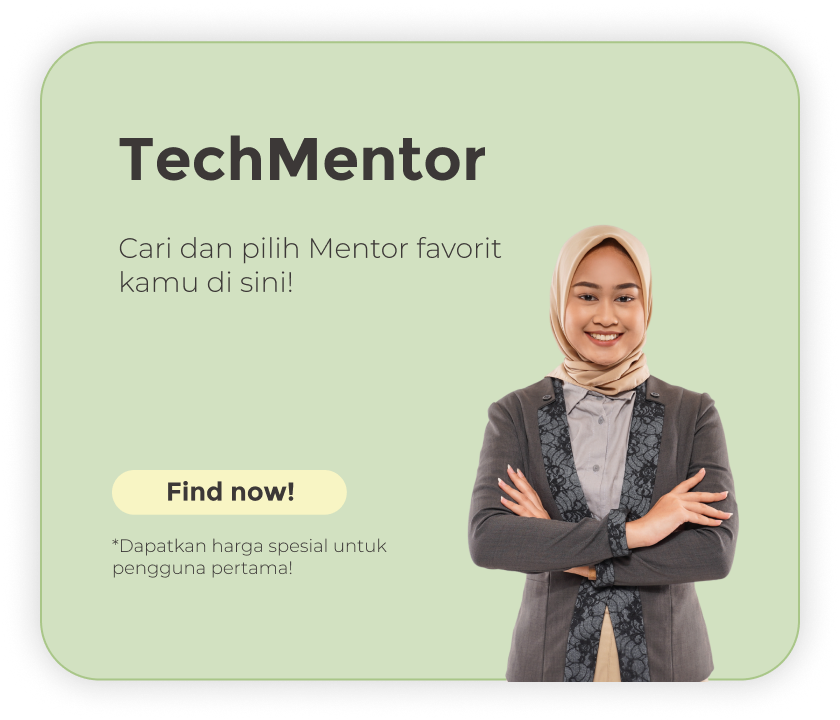 TechMentor
Cari dan pilih Mentor favorit
kamu di sini!
Find now!
*Dapatkan harga spesial untuk
pengguna pertama!